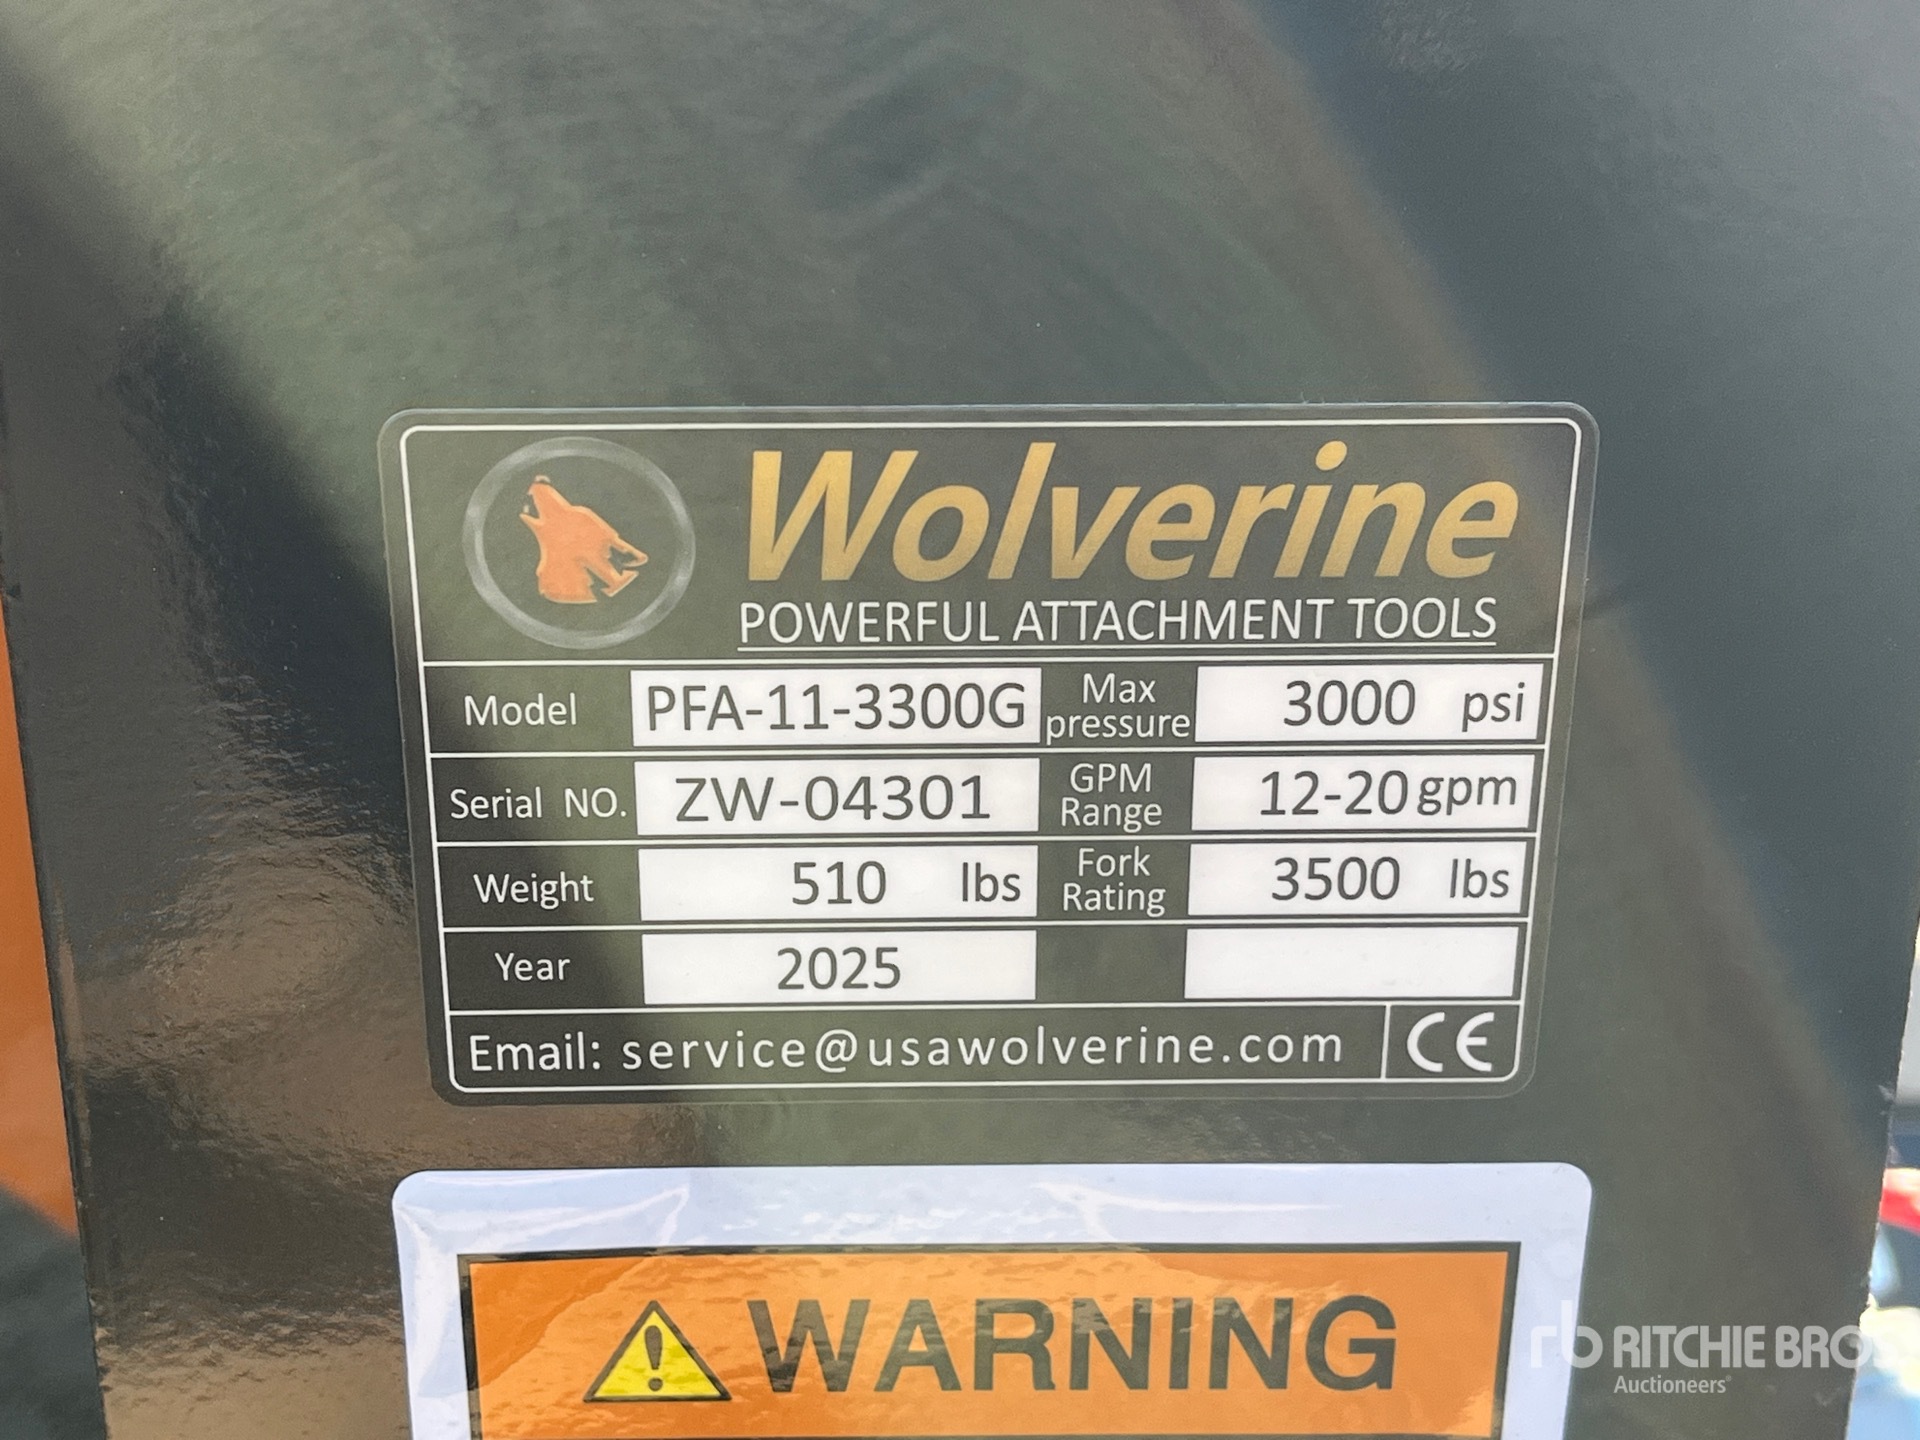 Wolverine
POWERFUL ATTACHMENT TOOLS
Model PFA-11-3300G Max pressure 3000 psi
Serial NO. ZW-04301 GPM Range 12-20 gpm
Weight 510 lbs Fork Rating 3500 lbs
Year 2025
Email: service@usawolverine.com CE
WARNING
rb RITCHIE BROS
Auctioneers